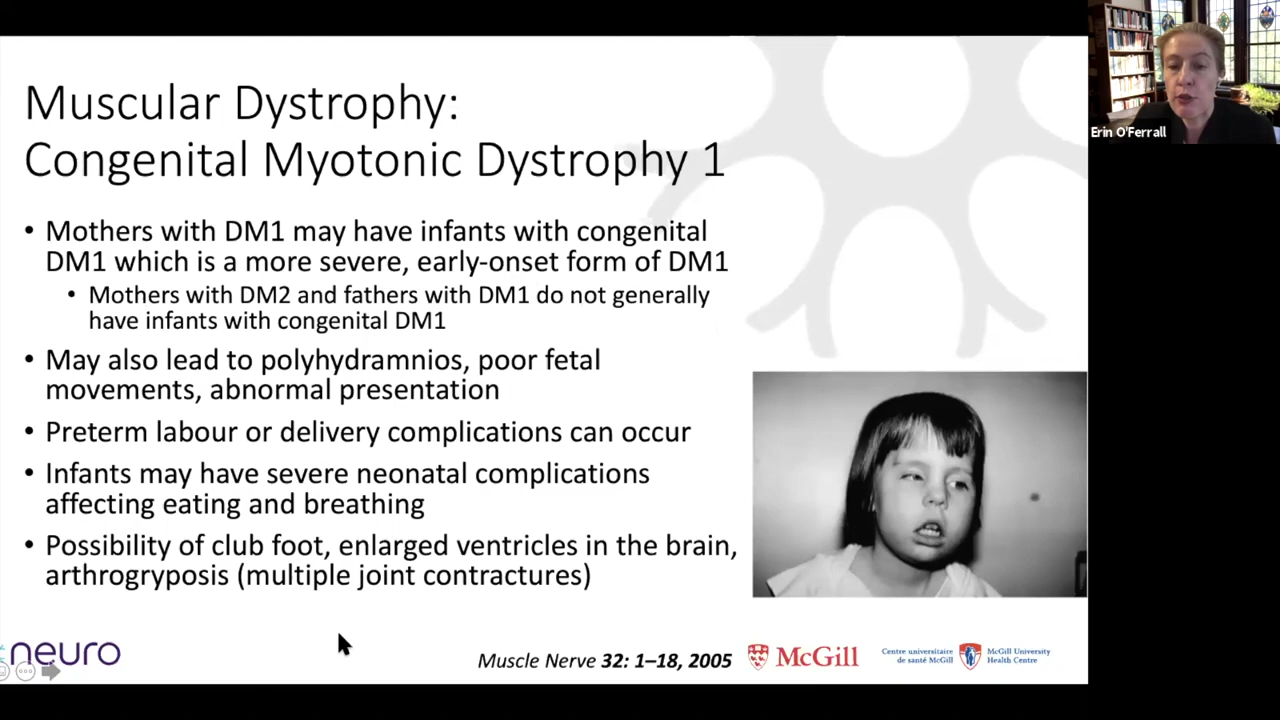 Muscular Dystrophy:
Congenital Myotonic Dystrophy 1
• Mothers with DM1 may have infants with congenital
DM1 which is a more severe, early-onset form of DM1
• Mothers with DM2 and fathers with DM1 do not generally
have infants with congenital DM1
• May also lead to polyhydramnios, poor fetal
movements, abnormal presentation
• Preterm labour or delivery complications can occur
• Infants may have severe neonatal complications
affecting eating and breathing
• Possibility of club foot, enlarged ventricles in the brain,
arthrogryposis (multiple joint contractures)
neuro
Muscle Nerve 32: 1–18, 2005
McGill
Centre universitaire
de santé McGill
McGill University
Health Centre
Erin O'Ferrall